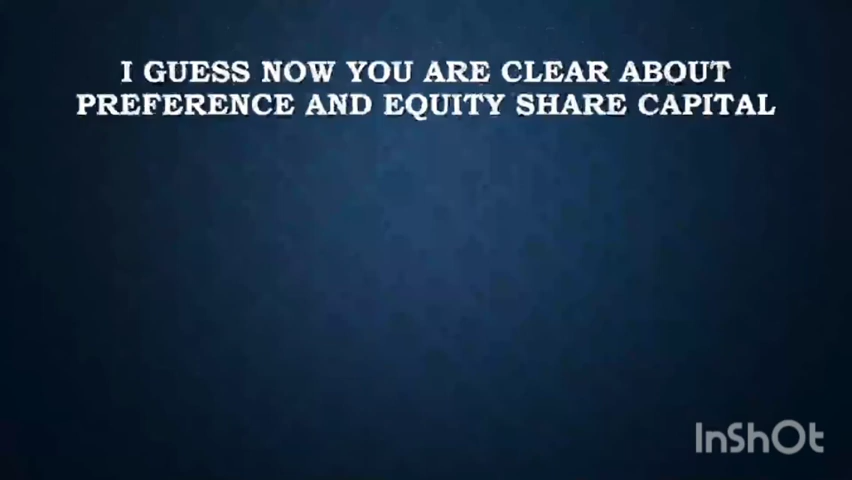 I GUESS NOW YOU ARE CLEAR ABOUT
PREFERENCE AND EQUITY SHARE CAPITAL
InShOt